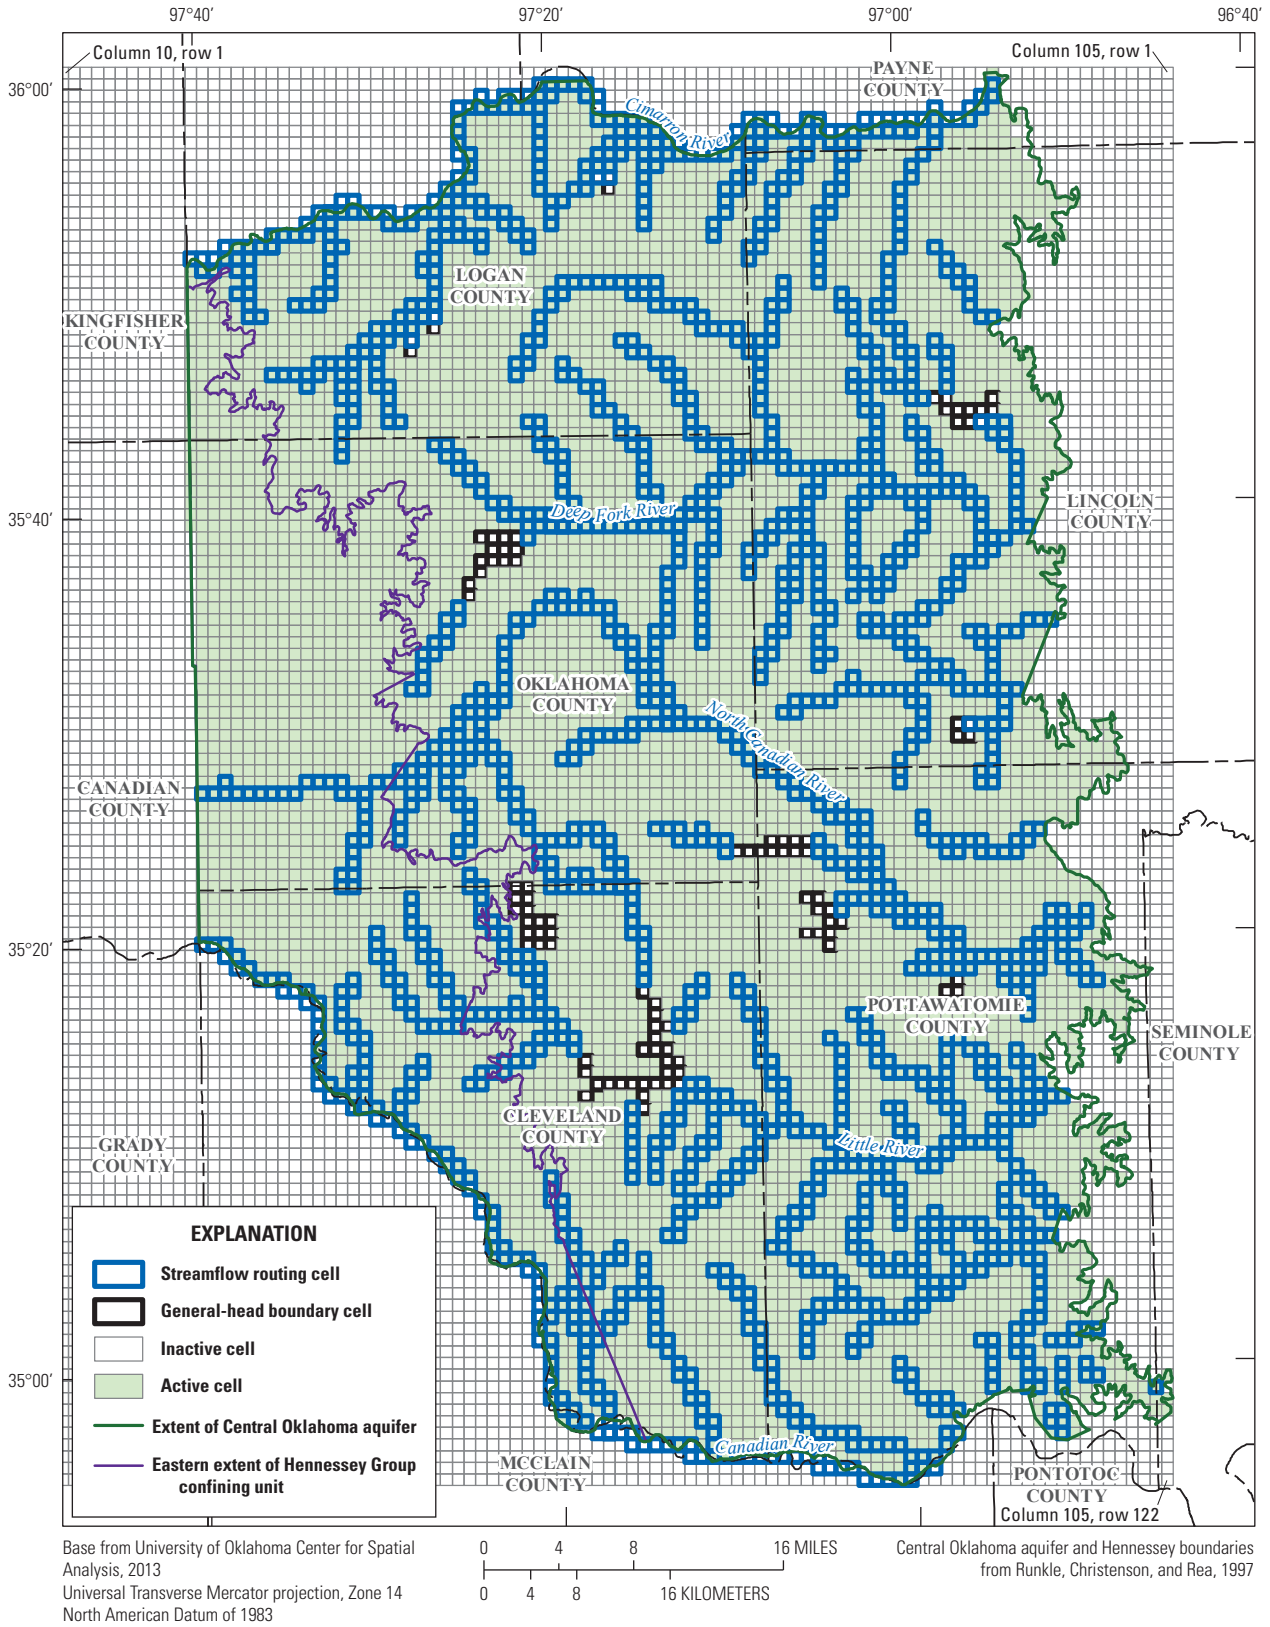 97°40′
97°20′
97°00′
96°40′
Column 10, row 1
Column 105, row 1
PAYNE
COUNTY
36°00′
Cimarron River
LOGAN
COUNTY
KINGFISHER
COUNTY
LINCOLN
COUNTY
35°40′
Deep Fork River
OKLAHOMA
COUNTY
North Canadian River
CANADIAN
COUNTY
35°20′
POTTAWATOMIE
COUNTY
SEMINOLE
COUNTY
CLEVELAND
COUNTY
Little River
GRADY
COUNTY
EXPLANATION
Streamflow routing cell
General-head boundary cell
Inactive cell
Active cell
Extent of Central Oklahoma aquifer
Eastern extent of Hennessey Group
confining unit
35°00′
Canadian River
MCCLAIN
COUNTY
PONTOTOC
COUNTY
Column 105, row 122
Base from University of Oklahoma Center for Spatial
Analysis, 2013
Universal Transverse Mercator projection, Zone 14
North American Datum of 1983
0 4 8 16 MILES
0 4 8 16 KILOMETERS
Central Oklahoma aquifer and Hennessey boundaries
from Runkle, Christenson, and Rea, 1997